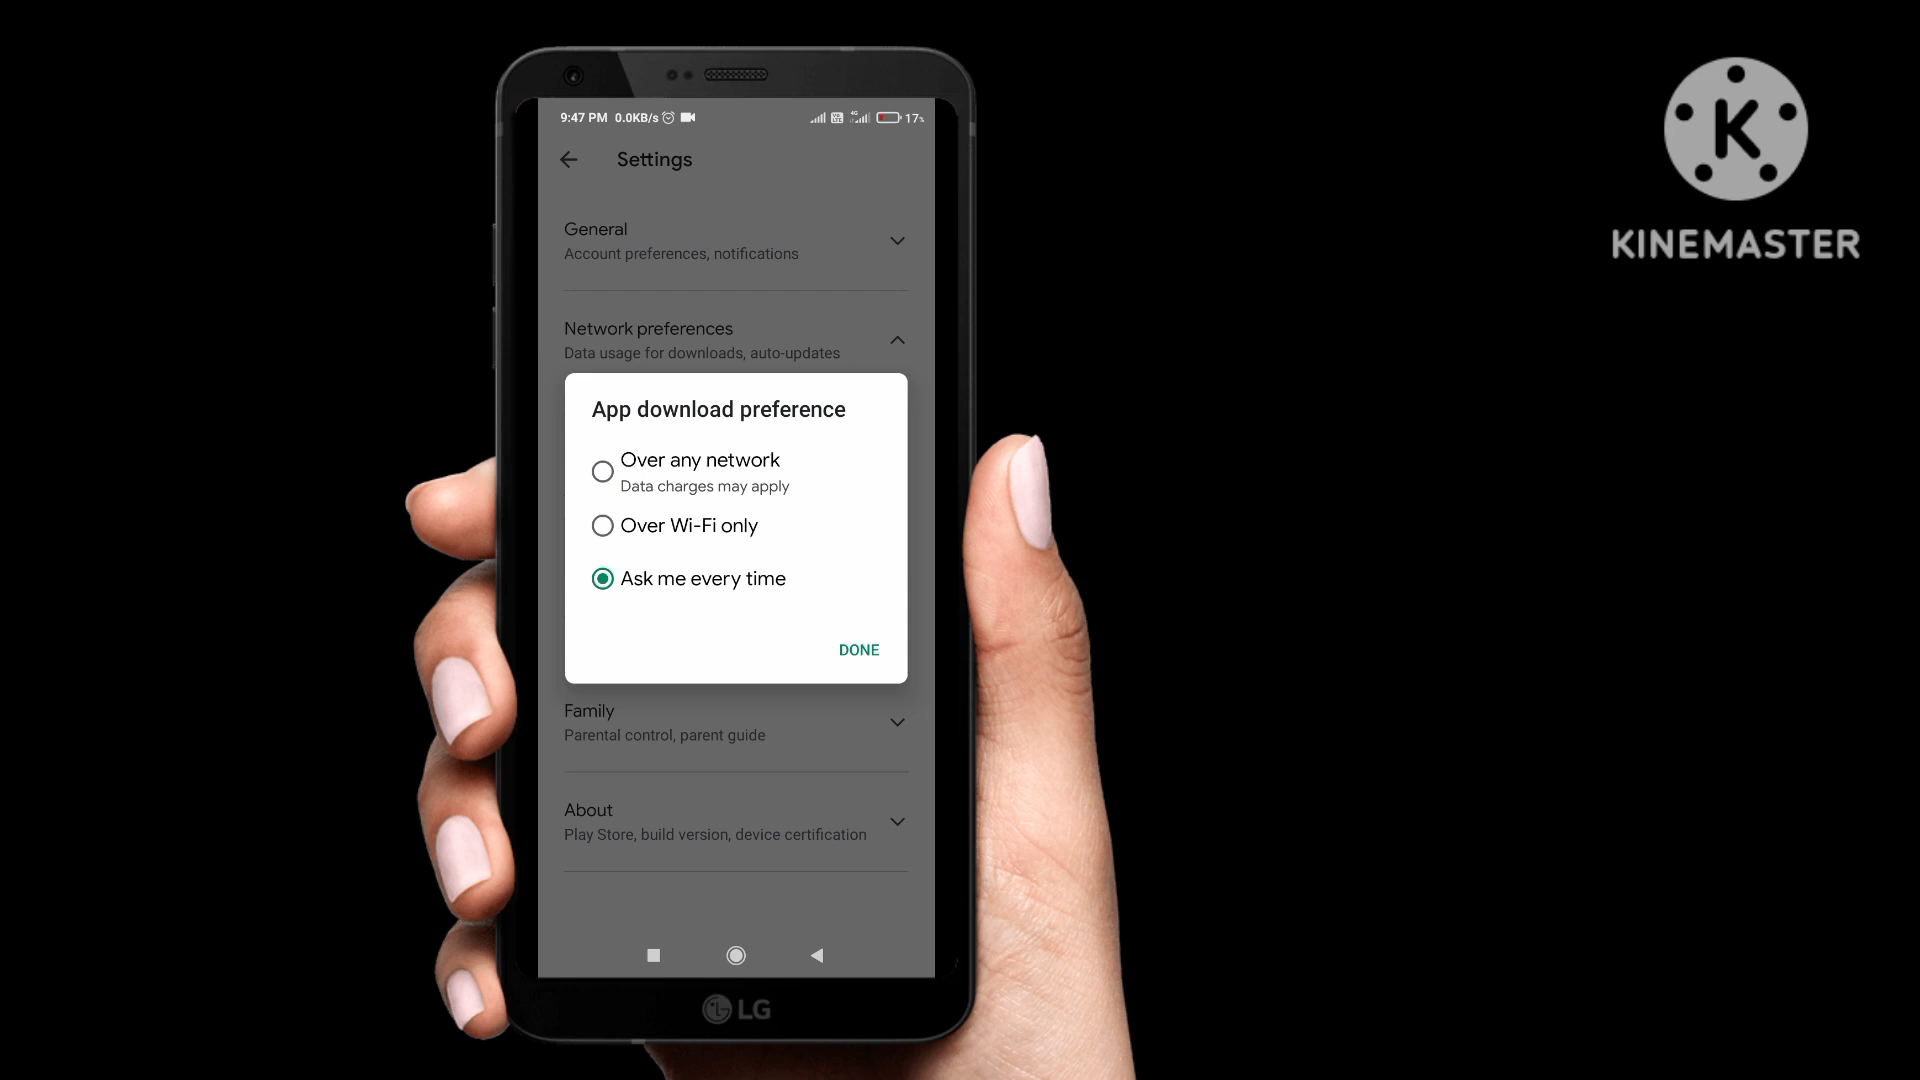 KINEMASTER
9:47 PM 0.0KB/s 4G 17%
Settings
General
Account preferences, notifications
Network preferences
Data usage for downloads, auto-updates
App download preference
Over any network
Data charges may apply
Over Wi-Fi only
Ask me every time
DONE
Family
Parental control, parent guide
About
Play Store, build version, device certification
LG